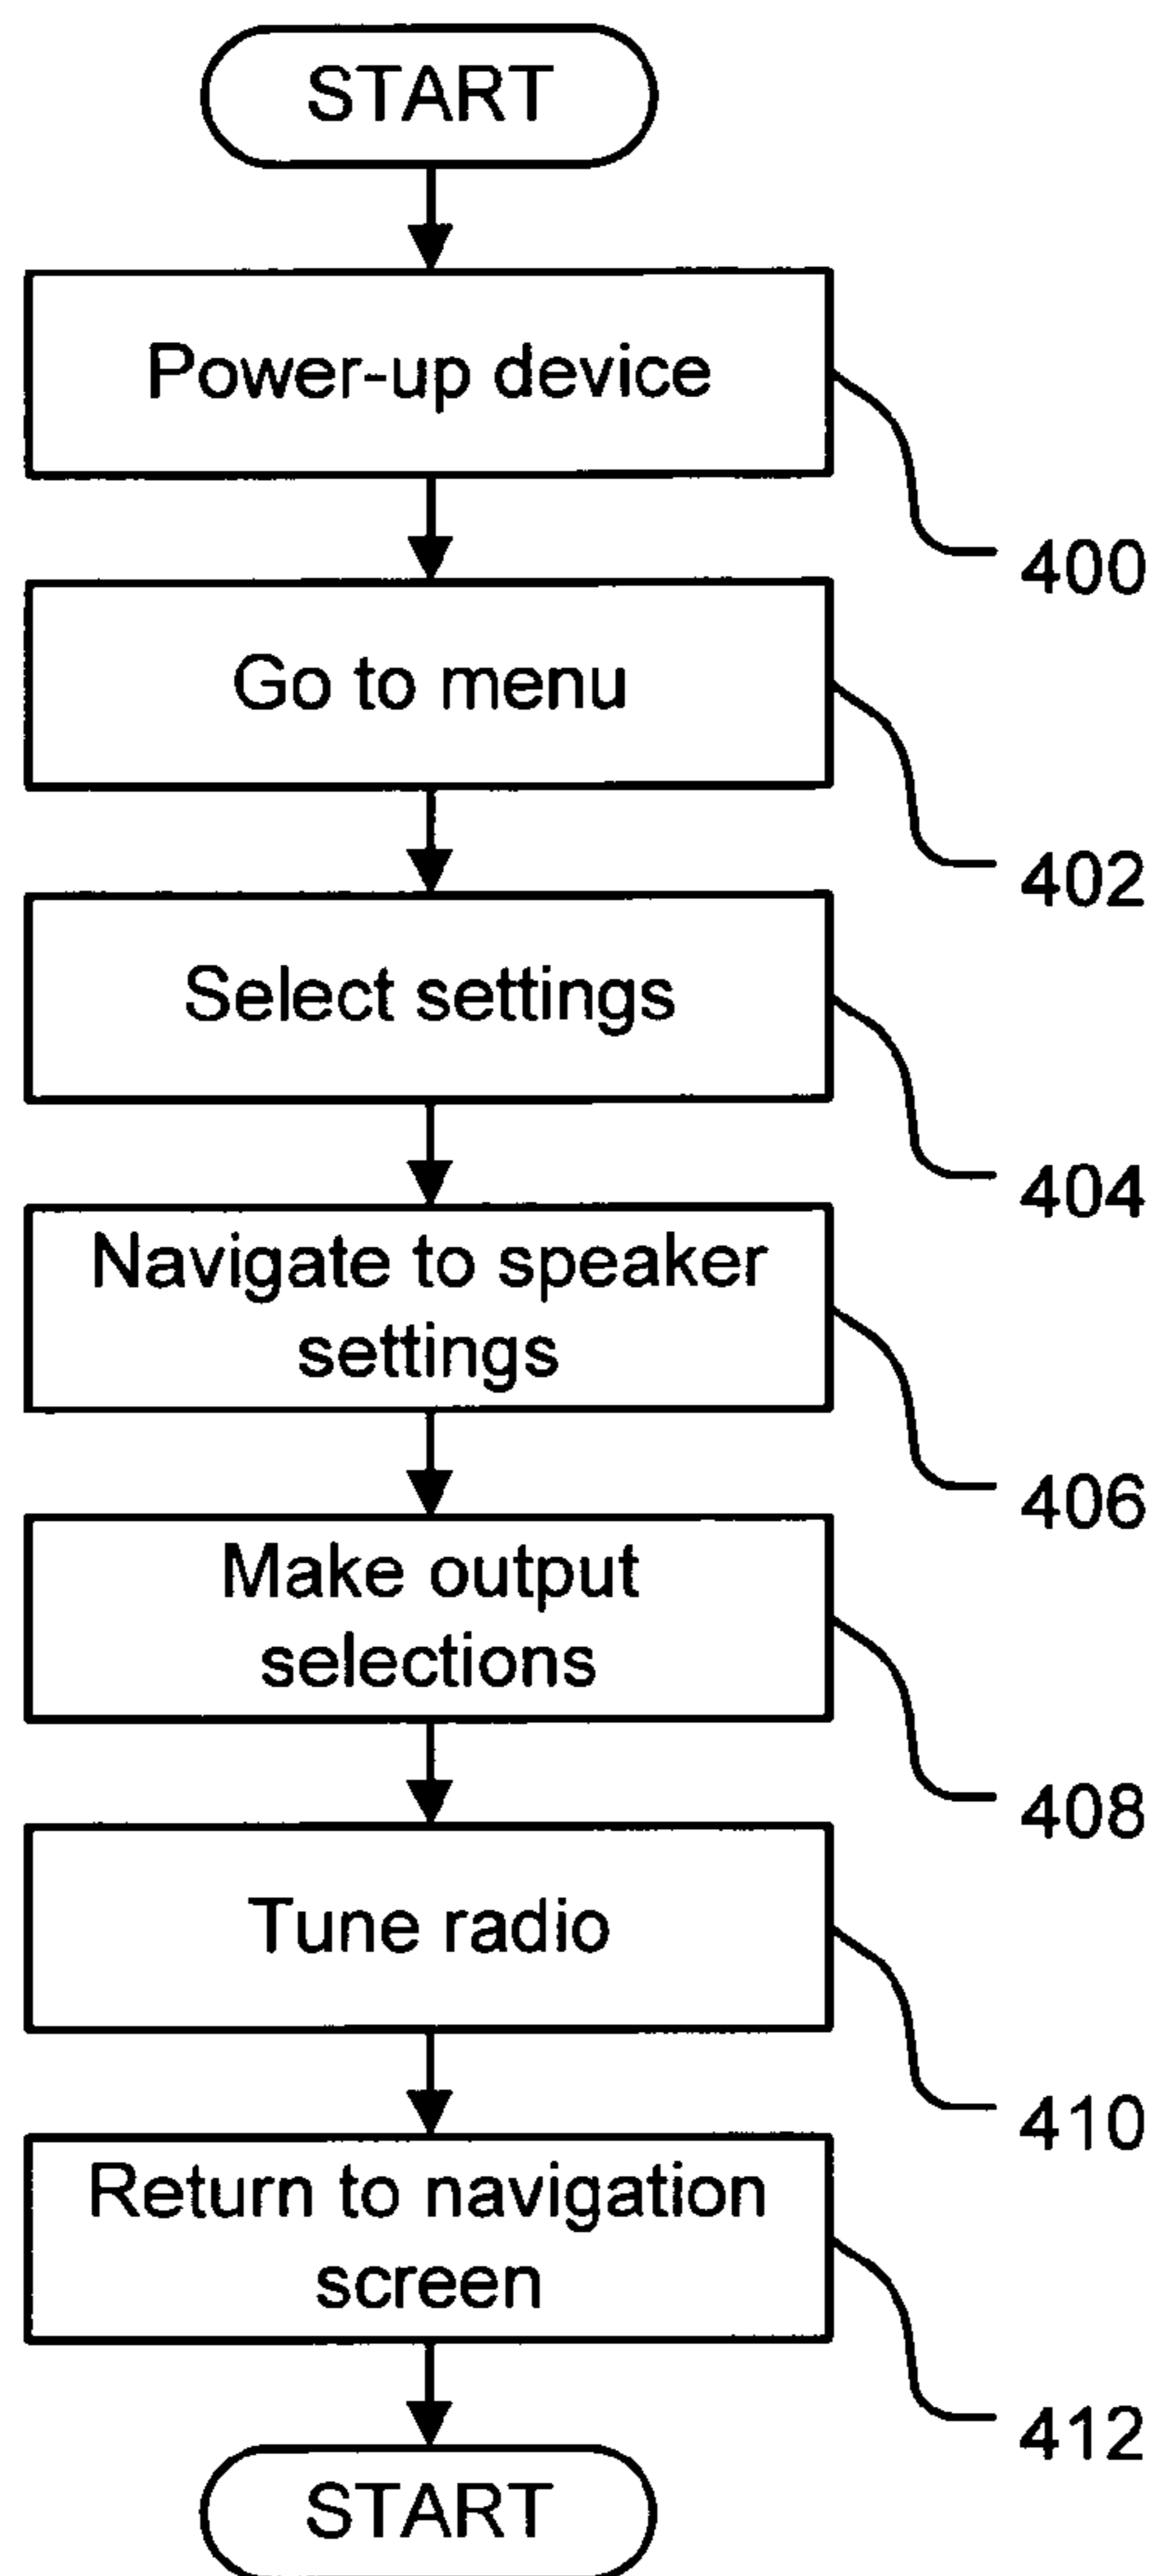 START
Power-up device
400
Go to menu
402
Select settings
404
Navigate to speaker
settings
406
Make output
selections
408
Tune radio
410
Return to navigation
screen
412
START